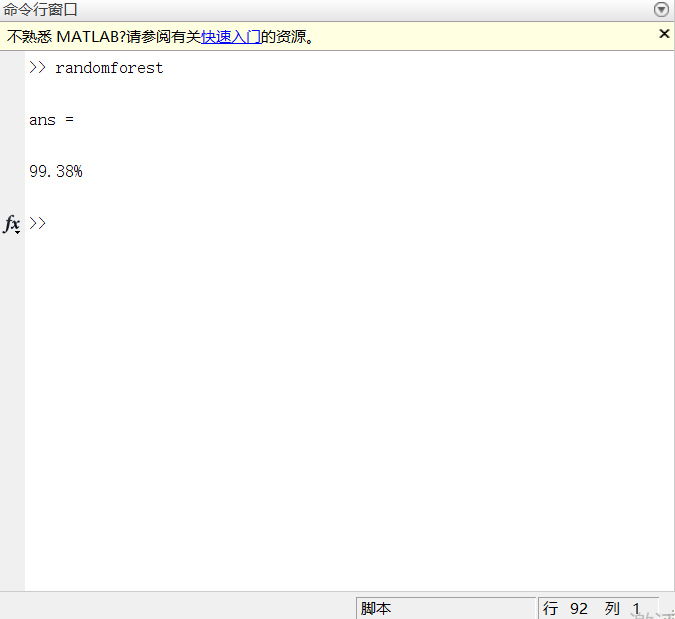 命令行窗口
不熟悉 MATLAB?请参阅有关快速入门的资源。
>> randomforest
ans =
99.38%
fx >>
脚本
行 92 列 1